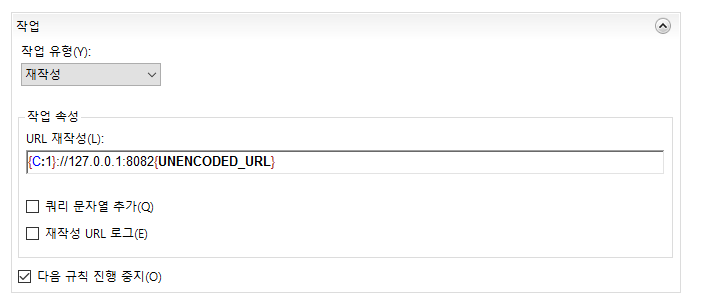 작업
작업 유형(Y):
재작성
작업 속성
URL 재작성(L):
{C:1}://127.0.0.1:8082{UNENCODED_URL}
쿼리 문자열 추가(Q)
재작성 URL 로그(E)
다음 규칙 진행 중지(O)